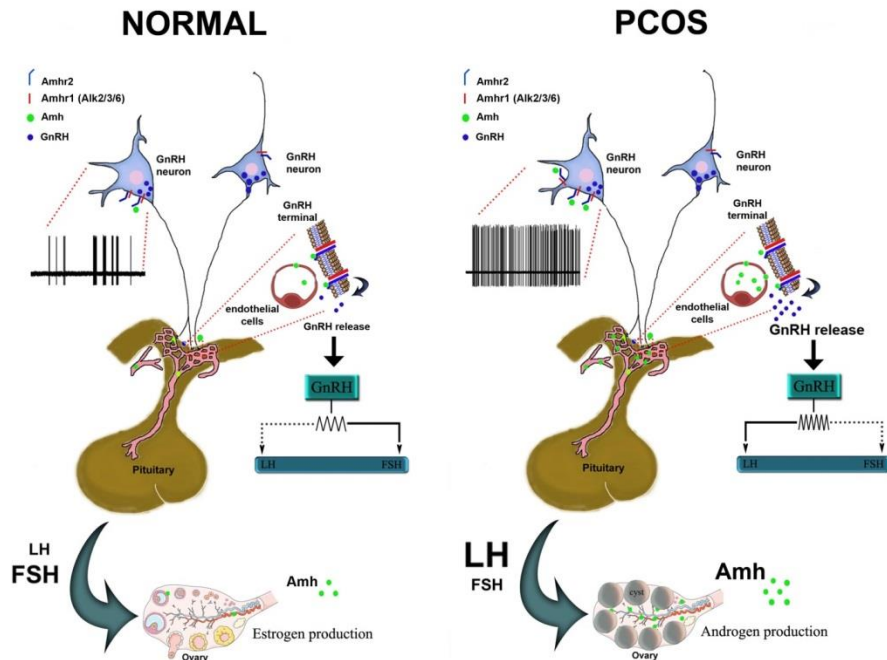 NORMAL
Amhr2
Amhr1 (Alk2/3/6)
Amh
GnRH
GnRH
neuron
GnRH
neuron
GnRH
terminal
endothelial
cells
GnRH release
GnRH
LH
FSH
Pituitary
LH
FSH
Amh
Estrogen production
Ovary
PCOS
Amhr2
Amhr1 (Alk2/3/6)
Amh
GnRH
GnRH
neuron
GnRH
neuron
GnRH
terminal
endothelial
cells
GnRH release
GnRH
LH
FSH
Pituitary
LH
FSH
cyst
Amh
Androgen production
Ovary